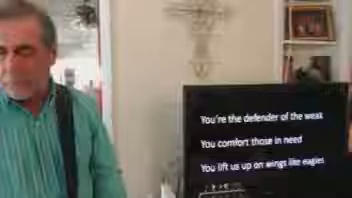 You're the defender of the weak
You comfort those in need
You lift us up on wings like eagles